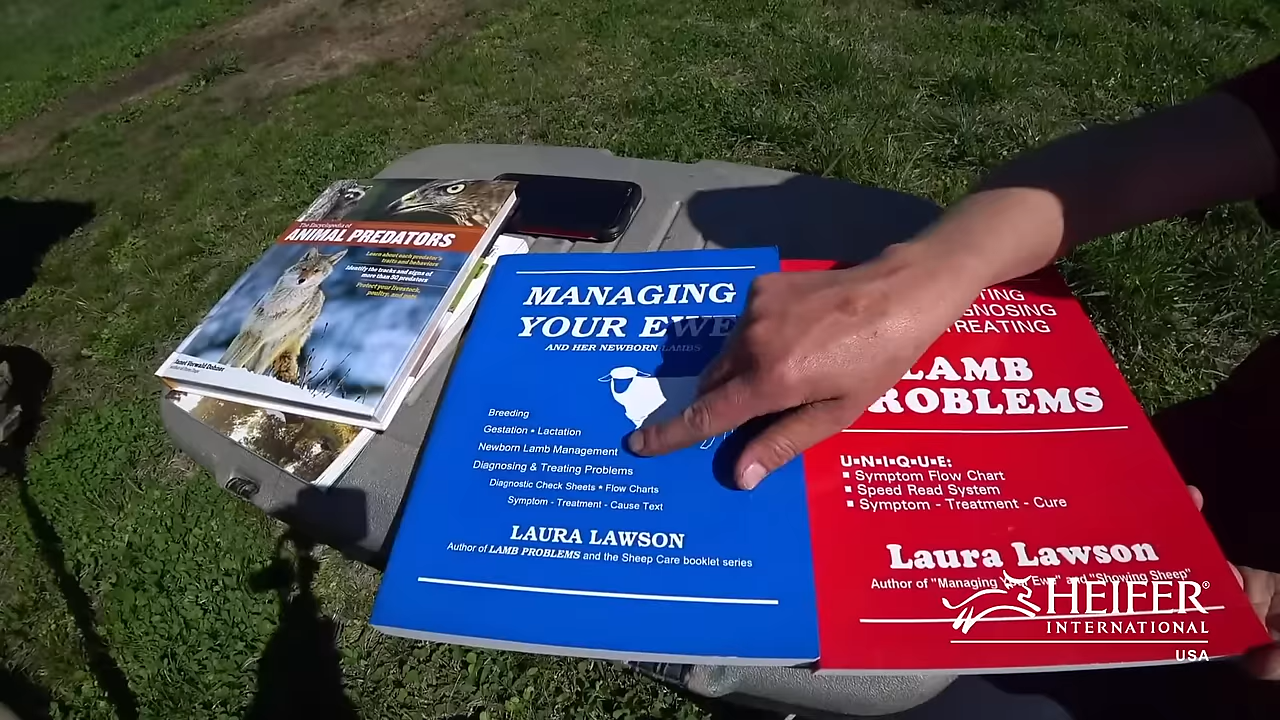 The Encyclopedia of
ANIMAL PREDATORS
Learn about each predator's
traits and behaviors
Identify the tracks and signs of
more than 50 predators
Protect your livestock,
poultry, and pets
Janet Vorwald Dohner
MANAGING
YOUR EWE
AND HER NEWBORN LAMBS
Breeding
Gestation • Lactation
Newborn Lamb Management
Diagnosing & Treating Problems
Diagnostic Check Sheets • Flow Charts
Symptom - Treatment - Cause Text
LAURA LAWSON
Author of LAMB PROBLEMS and the Sheep Care booklet series
TING
GNOSING
TREATING
LAMB
ROBLEMS
U▪N▪I▪Q▪U▪E:
▪ Symptom Flow Chart
▪ Speed Read System
▪ Symptom - Treatment - Cure
Laura Lawson
Author of "Managing Your Ewe" and "Showing Sheep"
HEIFER®
INTERNATIONAL
USA